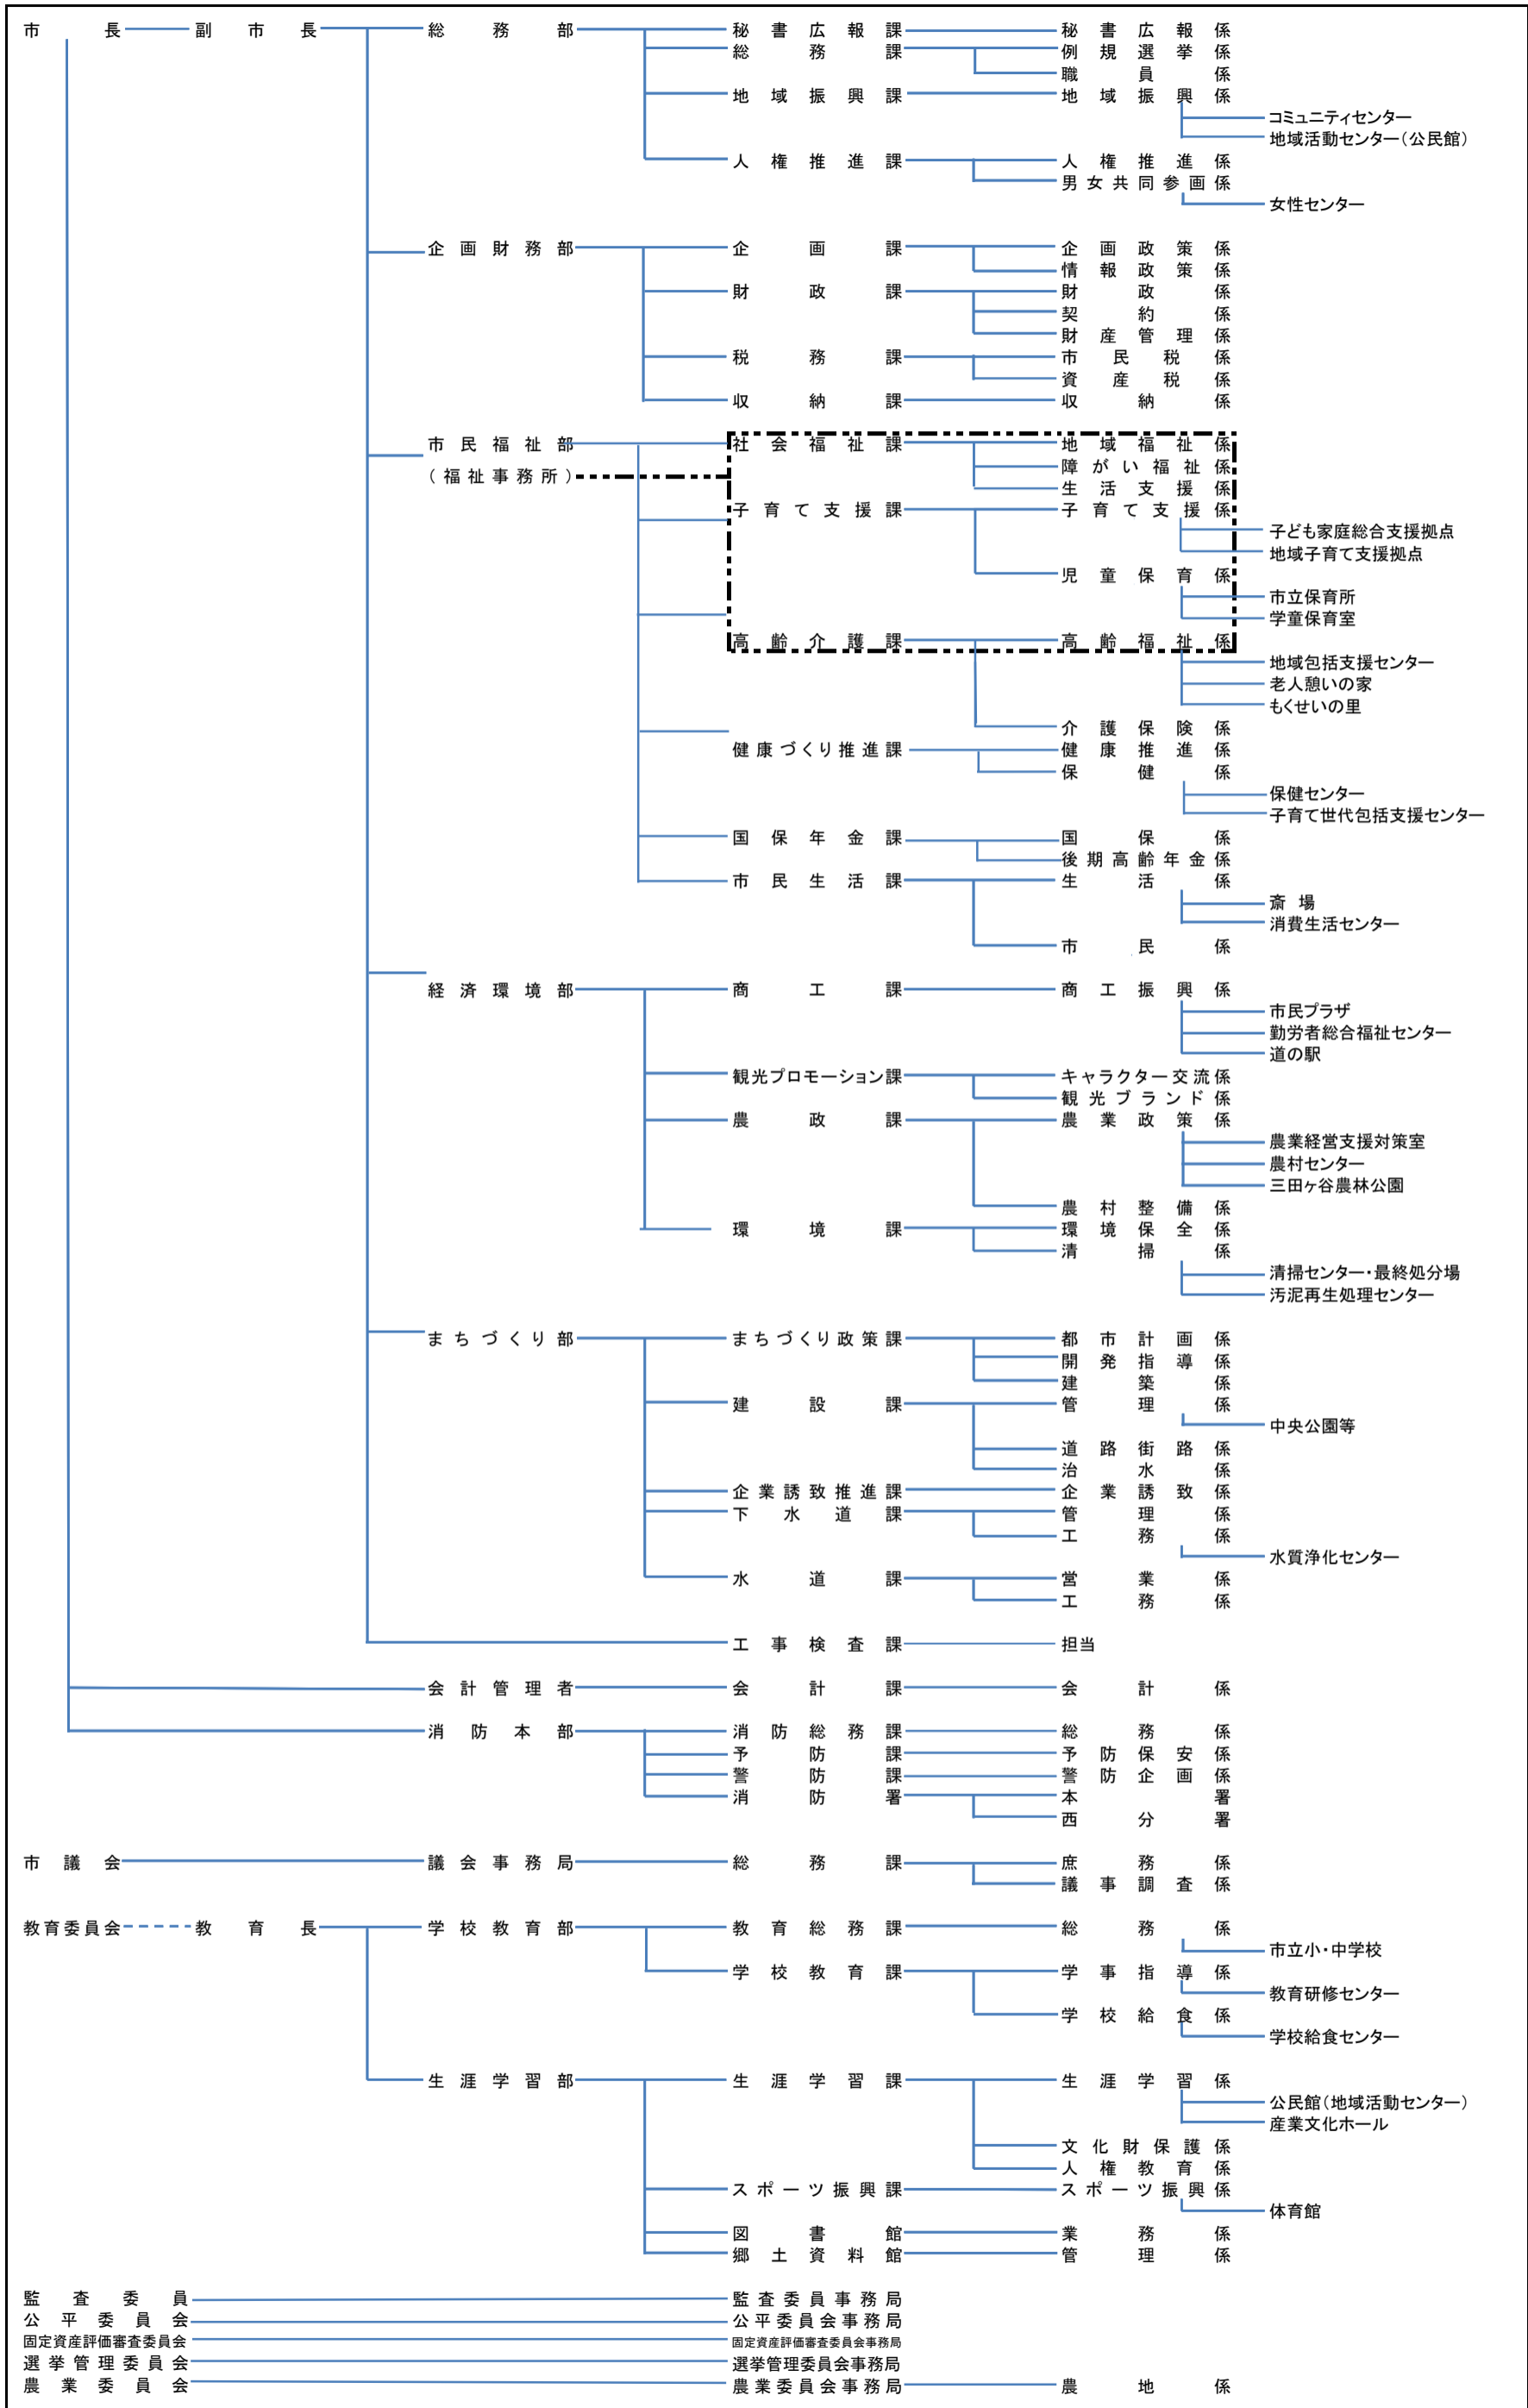 市長 副市長 総務部 秘書広報課 秘書広報係
総務課 例規選挙係
職員係
地域振興課 地域振興係
コミュニティセンター
地域活動センター(公民館)
人権推進課 人権推進係
男女共同参画係
女性センター
企画財務部 企画課 企画政策係
情報政策係
財政課 財政係
契約係
財産管理係
税務課 市民税係
資産税係
収納課 収納係
市民福祉部 社会福祉課 地域福祉係
障がい福祉係
(福祉事務所)
生活支援係
子育て支援課 子育て支援係
子ども家庭総合支援拠点
地域子育て支援拠点
児童保育係
市立保育所
学童保育室
高齢介護課 高齢福祉係
地域包括支援センター
老人憩いの家
もくせいの里
介護保険係
健康づくり推進課 健康推進係
保健係
保健センター
子育て世代包括支援センター
国保年金課 国保係
後期高齢年金係
市民生活課 生活係
斎場
消費生活センター
市民係
経済環境部 商工課 商工振興係
市民プラザ
勤労者総合福祉センター
道の駅
観光プロモーション課 キャラクター交流係
観光ブランド係
農政課 農業政策係
農業経営支援対策室
農村センター
三田ヶ谷農林公園
農村整備係
環境課 環境保全係
清掃係
清掃センター・最終処分場
汚泥再生処理センター
まちづくり部 まちづくり政策課 都市計画係
開発指導係
建築係
建設課 管理係
中央公園等
道路街路係
治水係
企業誘致推進課 企業誘致係
下水道課 管理係
工務係
水質浄化センター
水道課 営業係
工務係
工事検査課 担当
会計管理者 会計課 会計係
消防本部 消防総務課 総務係
予防課 予防保安係
警防課 警防企画係
消防署 本署
西分署
市議会 議会事務局 総務課 庶務係
議事調査係
教育委員会 教育長 学校教育部 教育総務課 総務係
市立小・中学校
学校教育課 学事指導係
教育研修センター
学校給食係
学校給食センター
生涯学習部 生涯学習課 生涯学習係
公民館(地域活動センター)
産業文化ホール
文化財保護係
人権教育係
スポーツ振興課 スポーツ振興係
体育館
図書館 業務係
郷土資料館 管理係
監査委員 監査委員事務局
公平委員会 公平委員会事務局
固定資産評価審査委員会 固定資産評価審査委員会事務局
選挙管理委員会 選挙管理委員会事務局
農業委員会 農業委員会事務局 農地係